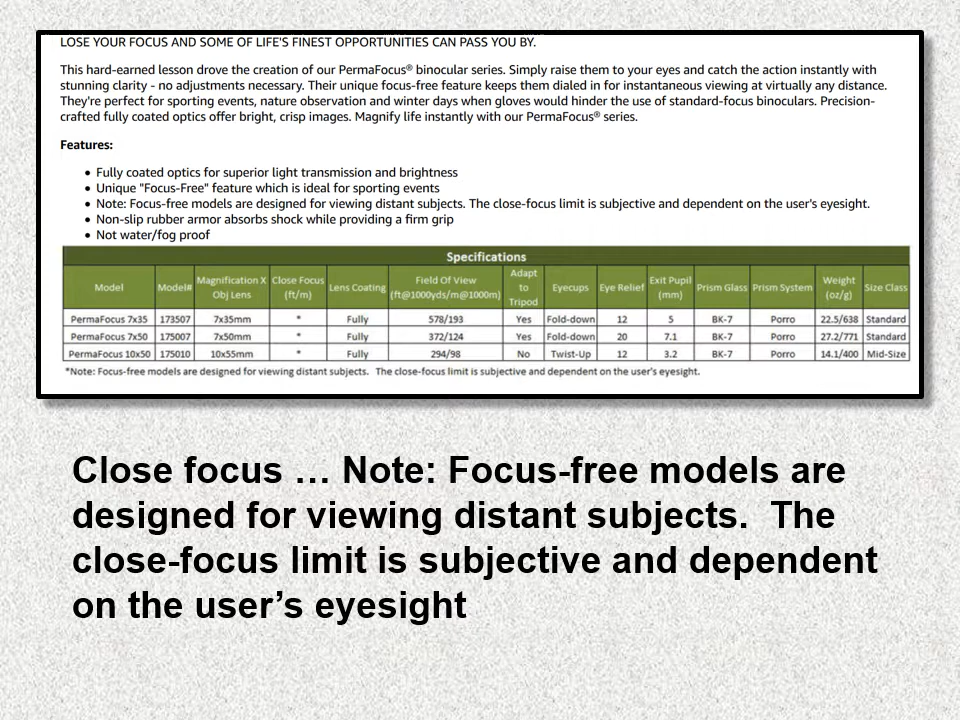 LOSE YOUR FOCUS AND SOME OF LIFE'S FINEST OPPORTUNITIES CAN PASS YOU BY.
This hard-earned lesson drove the creation of our PermaFocus® binocular series. Simply raise them to your eyes and catch the action instantly with
stunning clarity - no adjustments necessary. Their unique focus-free feature keeps them dialed in for instantaneous viewing at virtually any distance.
They're perfect for sporting events, nature observation and winter days when gloves would hinder the use of standard-focus binoculars. Precision-
crafted fully coated optics offer bright, crisp images. Magnify life instantly with our PermaFocus® series.
Features:
• Fully coated optics for superior light transmission and brightness
• Unique "Focus-Free" feature which is ideal for sporting events
• Note: Focus-free models are designed for viewing distant subjects. The close-focus limit is subjective and dependent on the user's eyesight.
• Non-slip rubber armor absorbs shock while providing a firm grip
• Not water/fog proof
Specifications
Model Model# Magnification X Obj Lens Close Focus (ft/m) Lens Coating Field Of View (ft@1000yds/m@1000m) Adapt to Tripod Eyecups Eye Relief Exit Pupil (mm) Prism Glass Prism System Weight (oz/g) Size Class
PermaFocus 7x35 173507 7x35mm * Fully 578/193 Yes Fold-down 12 5 BK-7 Porro 22.5/638 Standard
PermaFocus 7x50 175007 7x50mm * Fully 372/124 Yes Fold-down 20 7.1 BK-7 Porro 27.2/771 Standard
PermaFocus 10x50 175010 10x55mm * Fully 294/98 No Twist-Up 12 3.2 BK-7 Porro 14.1/400 Mid-Size
*Note: Focus-free models are designed for viewing distant subjects. The close-focus limit is subjective and dependent on the user's eyesight.
Close focus … Note: Focus-free models are
designed for viewing distant subjects. The
close-focus limit is subjective and dependent
on the user’s eyesight